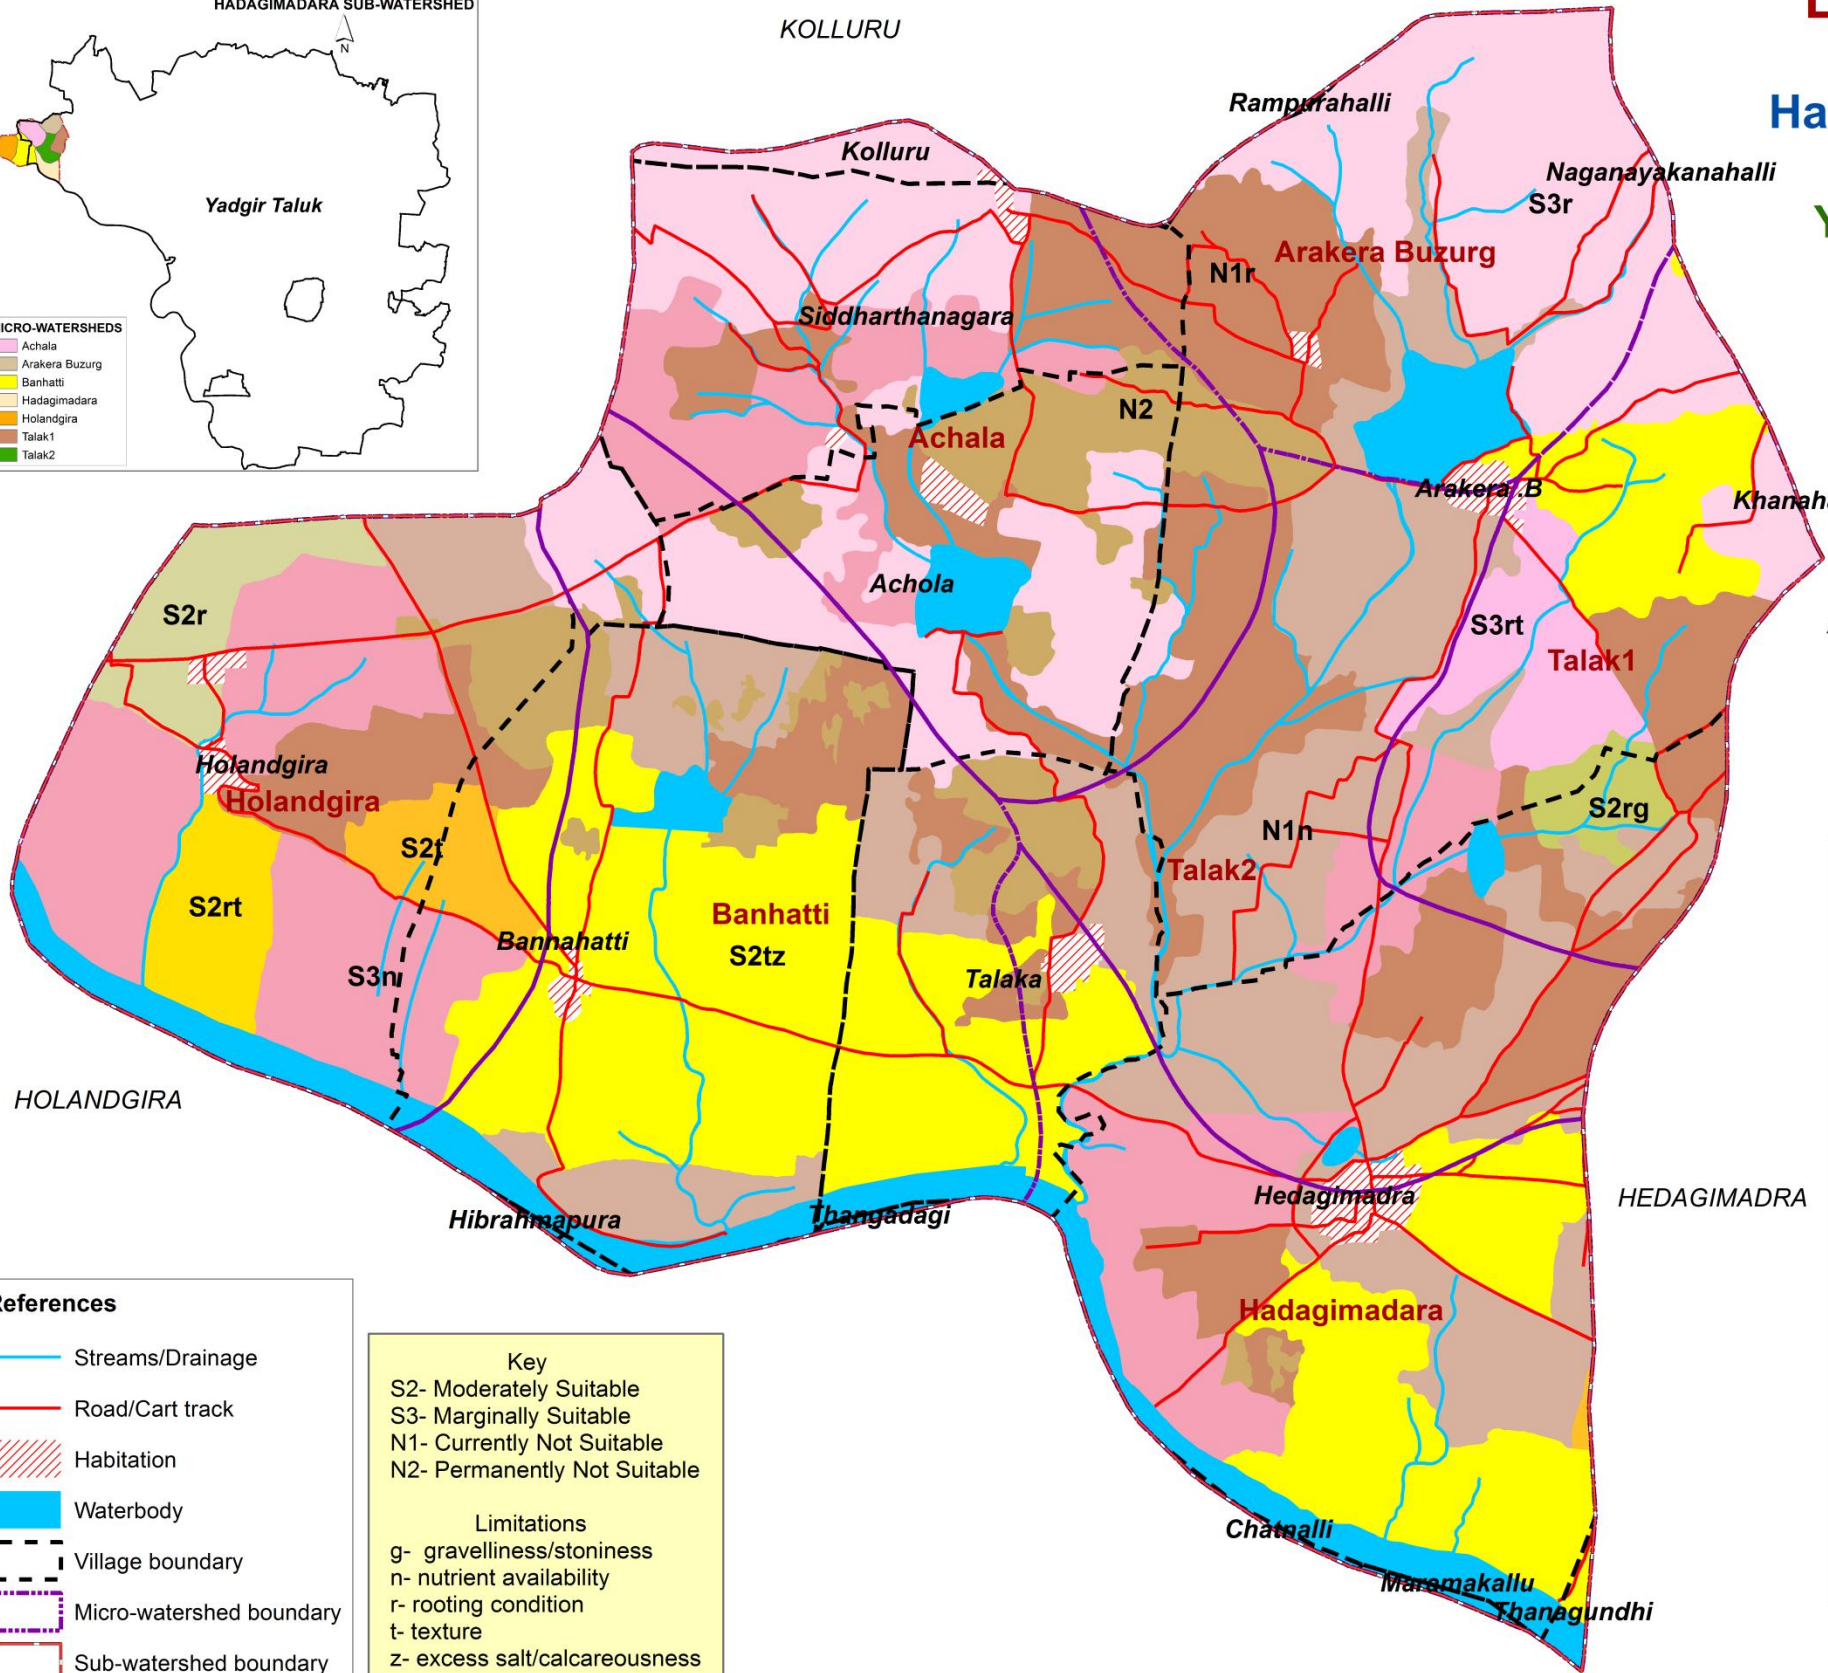 HADAGIMADARA SUB-WATERSHED
N
Yadgir Taluk
MICRO-WATERSHEDS
Achala
Arakera Buzurg
Banhatti
Hadagimadara
Holandgira
Talak1
Talak2
KOLLURU
Ha
Y
Rampurahalli
Kolluru
Naganayakanahalli
S3r
Arakera Buzurg
N1r
Siddharthanagara
N2
Achala
Arakera .B
Khanaha
Achola
S2r
S3rt
Talak1
Holandgira
Holandgira
S2rg
N1n
S2t
Talak2
S2rt
Banhatti
Bannahatti
S2tz
S3n
Talaka
HOLANDGIRA
Hedagimadra
HEDAGIMADRA
Hibrahmapura
Thangadagi
Hadagimadara
Chatnalli
Maramakallu
Thanagundhi
References
Streams/Drainage
Road/Cart track
Habitation
Waterbody
Village boundary
Micro-watershed boundary
Sub-watershed boundary
Key
S2- Moderately Suitable
S3- Marginally Suitable
N1- Currently Not Suitable
N2- Permanently Not Suitable
Limitations
g- gravelliness/stoniness
n- nutrient availability
r- rooting condition
t- texture
z- excess salt/calcareousness